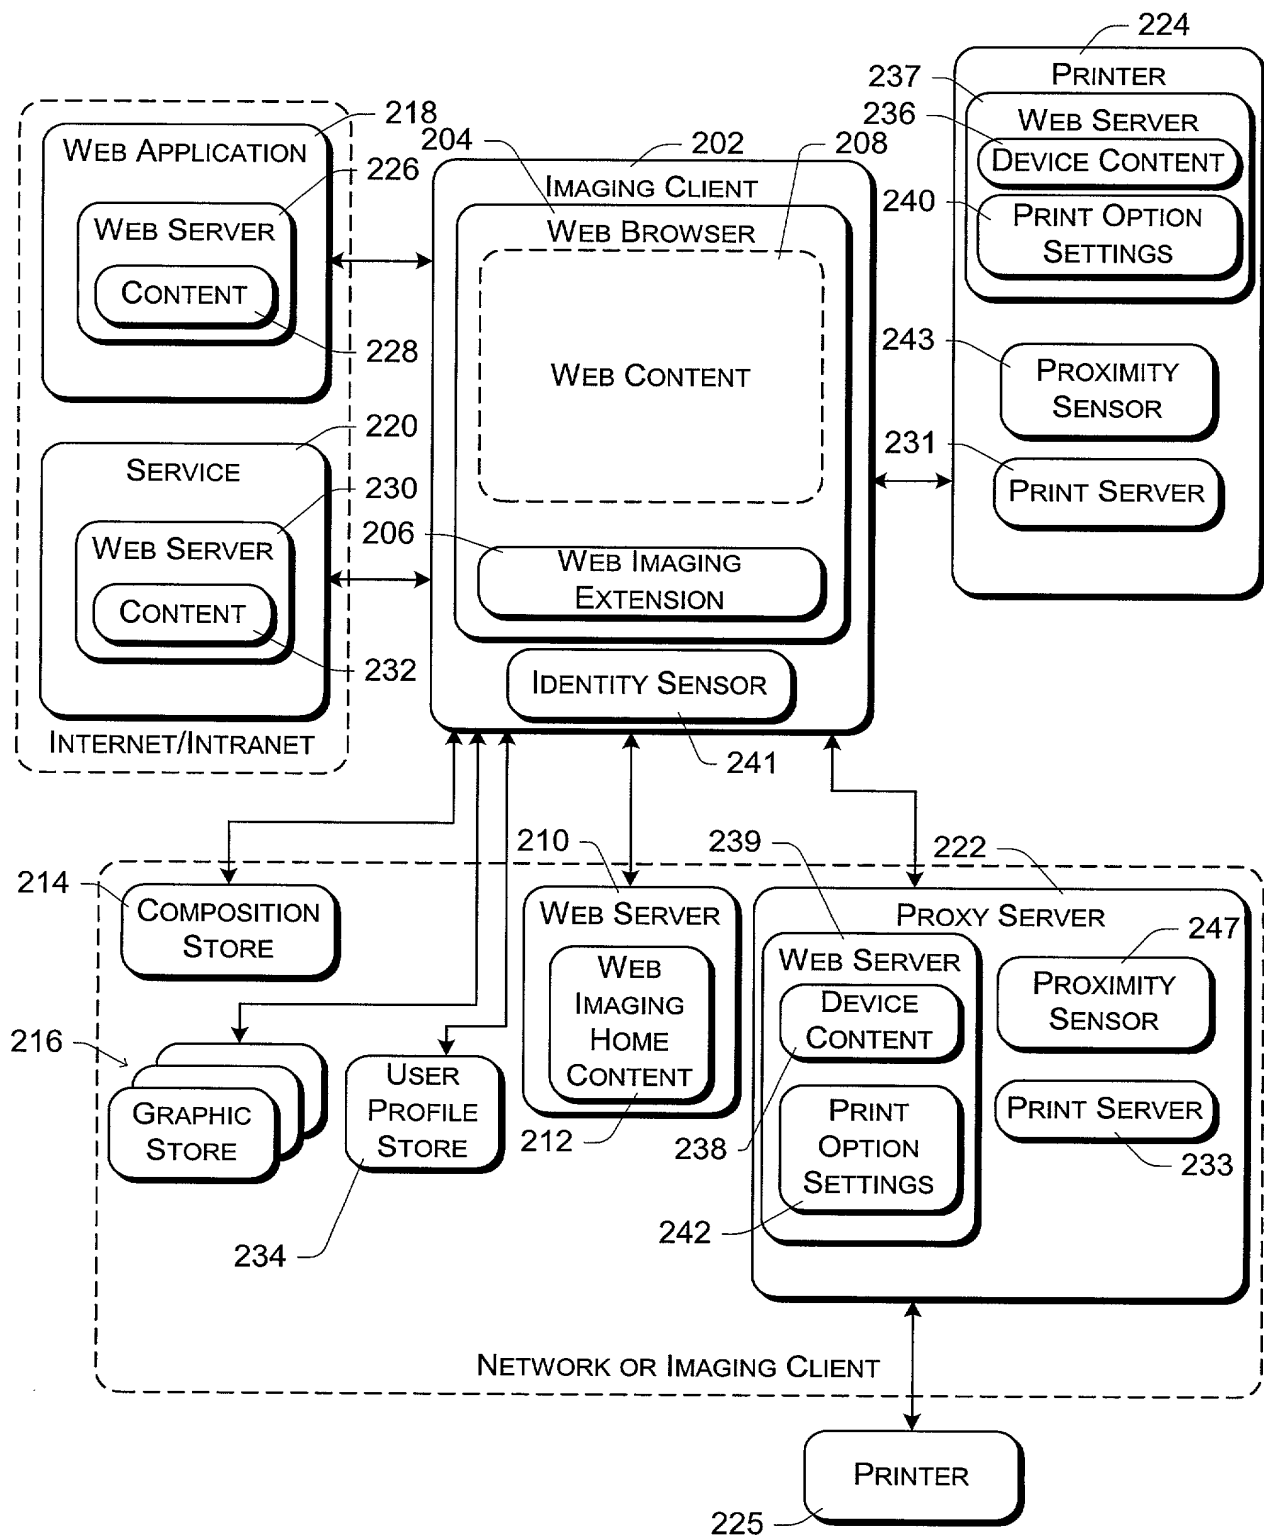 224
PRINTER
237
WEB SERVER
236
DEVICE CONTENT
240
PRINT OPTION
SETTINGS
243
PROXIMITY
SENSOR
231
PRINT SERVER
218
WEB APPLICATION
226
WEB SERVER
CONTENT
228
220
SERVICE
230
WEB SERVER
CONTENT
232
INTERNET/INTRANET
204
202
208
IMAGING CLIENT
WEB BROWSER
WEB CONTENT
206
WEB IMAGING
EXTENSION
IDENTITY SENSOR
241
214
COMPOSITION
STORE
216
GRAPHIC
STORE
USER
PROFILE
STORE
234
210
WEB SERVER
WEB
IMAGING
HOME
CONTENT
212
239
222
PROXY SERVER
WEB SERVER
DEVICE
CONTENT
238
PRINT
OPTION
SETTINGS
242
247
PROXIMITY
SENSOR
PRINT SERVER
233
NETWORK OR IMAGING CLIENT
PRINTER
225